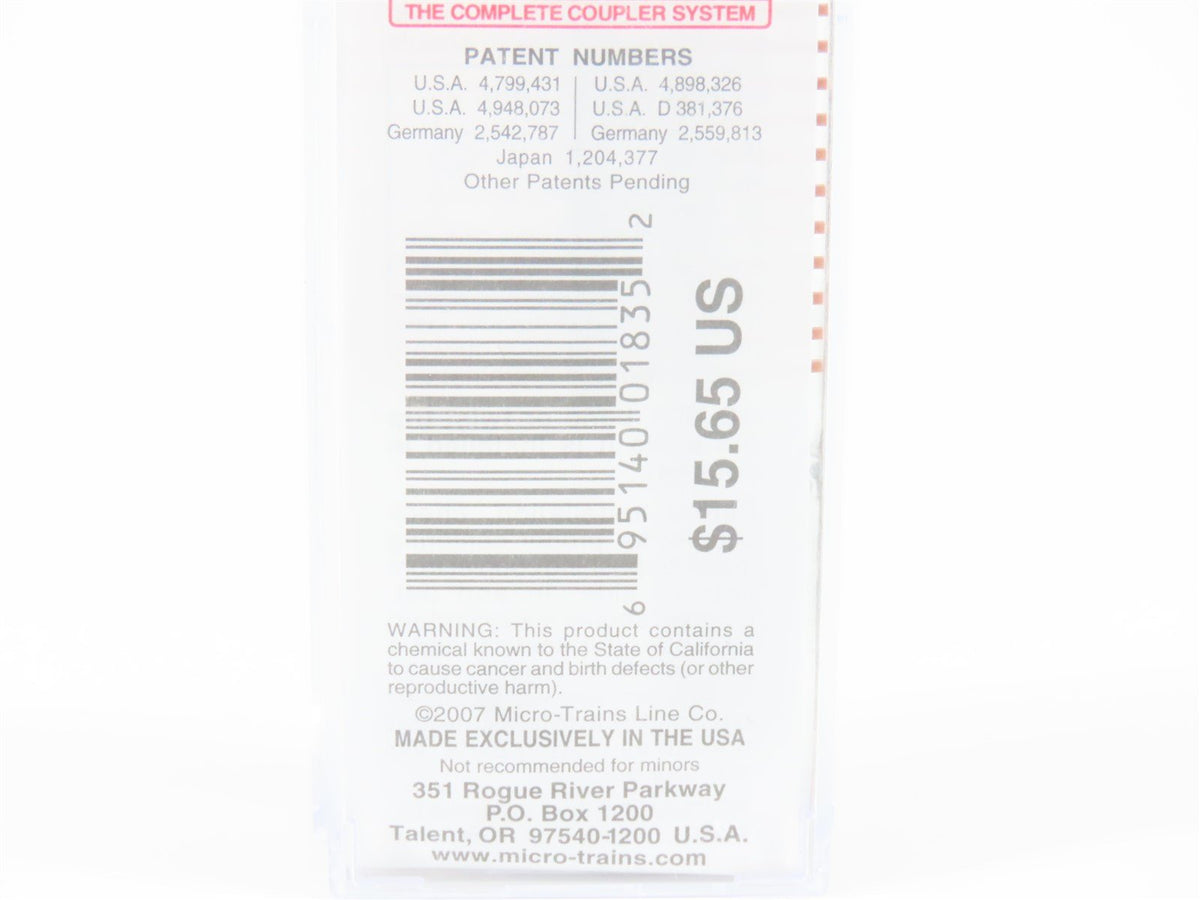 THE COMPLETE COUPLER SYSTEM
PATENT NUMBERS
U.S.A. 4,799,431 U.S.A. 4,898,326
U.S.A. 4,948,073 U.S.A. D 381,376
Germany 2,542,787 Germany 2,559,813
Japan 1,204,377
Other Patents Pending
6 95140 01835 2
$15.65 US
WARNING: This product contains a
chemical known to the State of California
to cause cancer and birth defects (or other
reproductive harm).
©2007 Micro-Trains Line Co.
MADE EXCLUSIVELY IN THE USA
Not recommended for minors
351 Rogue River Parkway
P.O. Box 1200
Talent, OR 97540-1200 U.S.A.
www.micro-trains.com